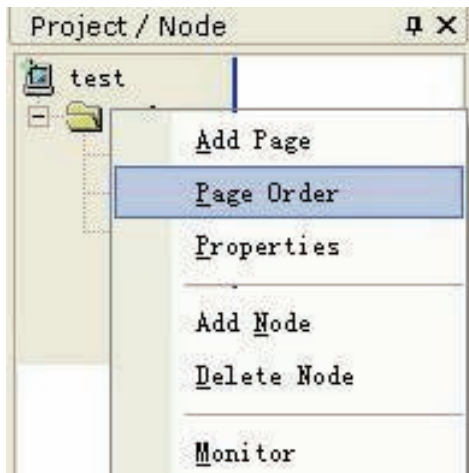 Project / Node
test
Add Page
Page Order
Properties
Add Node
Delete Node
Monitor